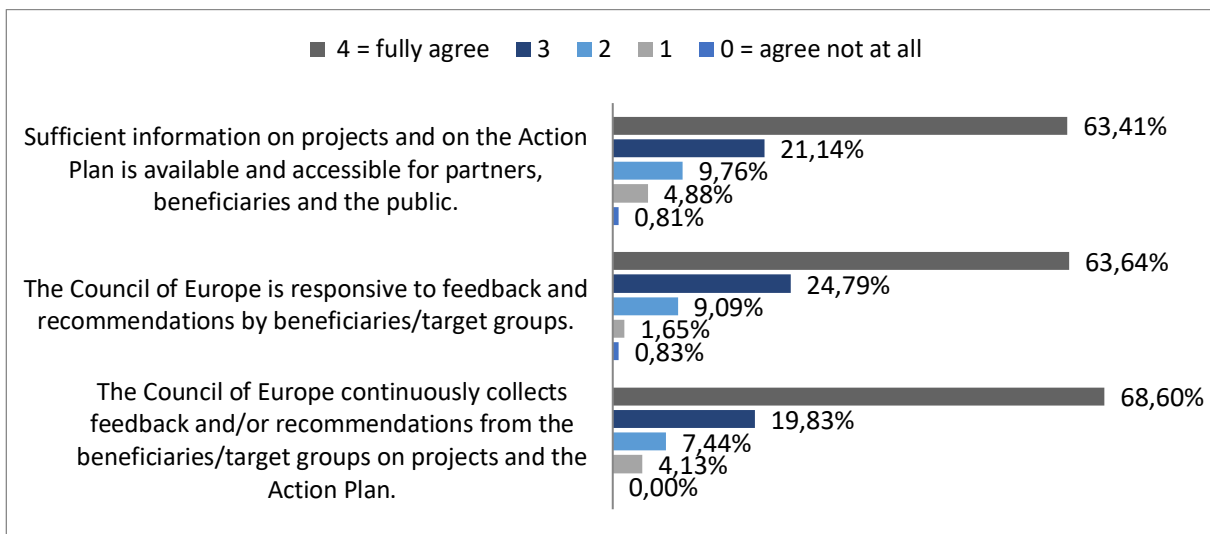 4 = fully agree 3 2 1 0 = agree not at all
Sufficient information on projects and on the Action
Plan is available and accessible for partners,
beneficiaries and the public.
63,41%
21,14%
9,76%
4,88%
0,81%
The Council of Europe is responsive to feedback and
recommendations by beneficiaries/target groups.
63,64%
24,79%
9,09%
1,65%
0,83%
The Council of Europe continuously collects
feedback and/or recommendations from the
beneficiaries/target groups on projects and the
Action Plan.
68,60%
19,83%
7,44%
4,13%
0,00%